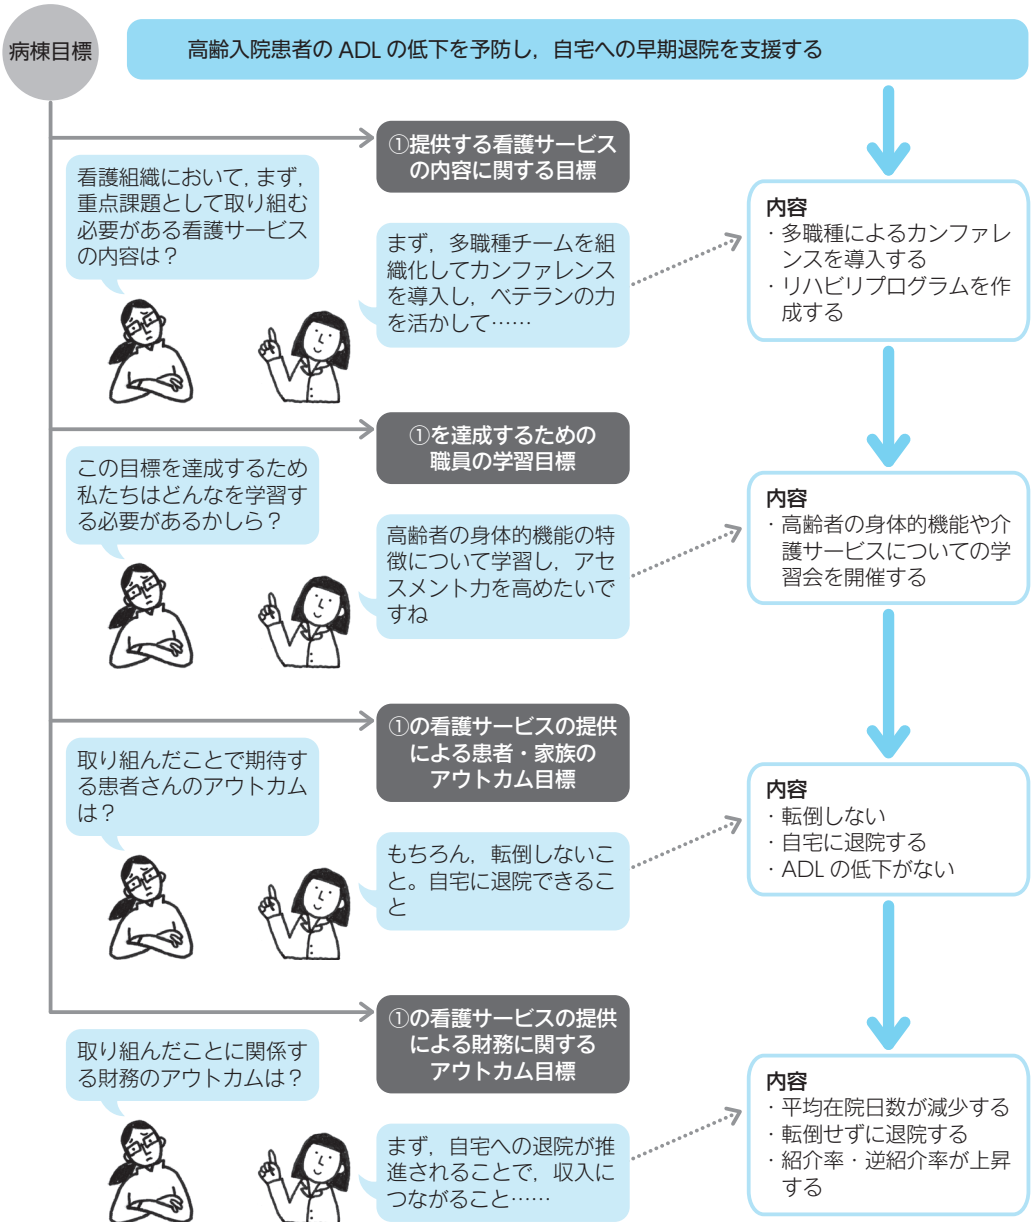 病棟目標
高齢入院患者の ADL の低下を予防し，自宅への早期退院を支援する
①提供する看護サービス
の内容に関する目標
看護組織において，まず，
重点課題として取り組む
必要がある看護サービス
の内容は？
まず，多職種チームを組
織化してカンファレンス
を導入し，ベテランの力
を活かして……
内容
・多職種によるカンファレ
ンスを導入する
・リハビリプログラムを作
成する
①を達成するための
職員の学習目標
この目標を達成するため
私たちはどんなを学習す
る必要があるかしら？
高齢者の身体的機能の特
徴について学習し，アセ
スメント力を高めたいで
すね
内容
・高齢者の身体的機能や介
護サービスについての学
習会を開催する
①の看護サービスの提供
による患者・家族の
アウトカム目標
取り組んだことで期待す
る患者さんのアウトカム
は？
もちろん，転倒しないこ
と。自宅に退院できるこ
と
内容
・転倒しない
・自宅に退院する
・ADL の低下がない
①の看護サービスの提供
による財務に関する
アウトカム目標
取り組んだことに関係す
る財務のアウトカムは？
まず，自宅への退院が推
進されることで，収入に
つながること……
内容
・平均在院日数が減少する
・転倒せずに退院する
・紹介率・逆紹介率が上昇
する